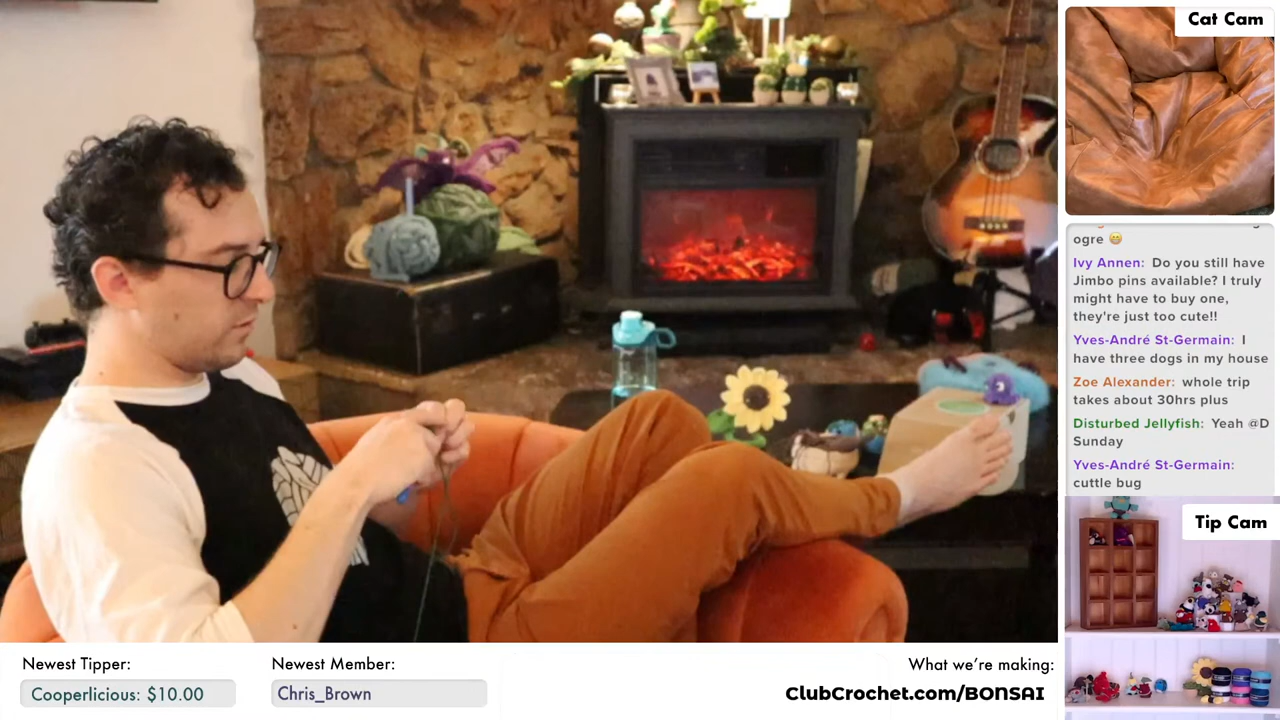 Cat Cam
ogre 😁
Ivy Annen: Do you still have
Jimbo pins available? I truly
might have to buy one,
they're just too cute!!
Yves-André St-Germain: I
have three dogs in my house
Zoe Alexander: whole trip
takes about 30hrs plus
Disturbed Jellyfish: Yeah @D
Sunday
Yves-André St-Germain:
cuttle bug
Tip Cam
Newest Tipper:
Cooperlicious: $10.00
Newest Member:
Chris_Brown
What we're making:
ClubCrochet.com/BONSAI